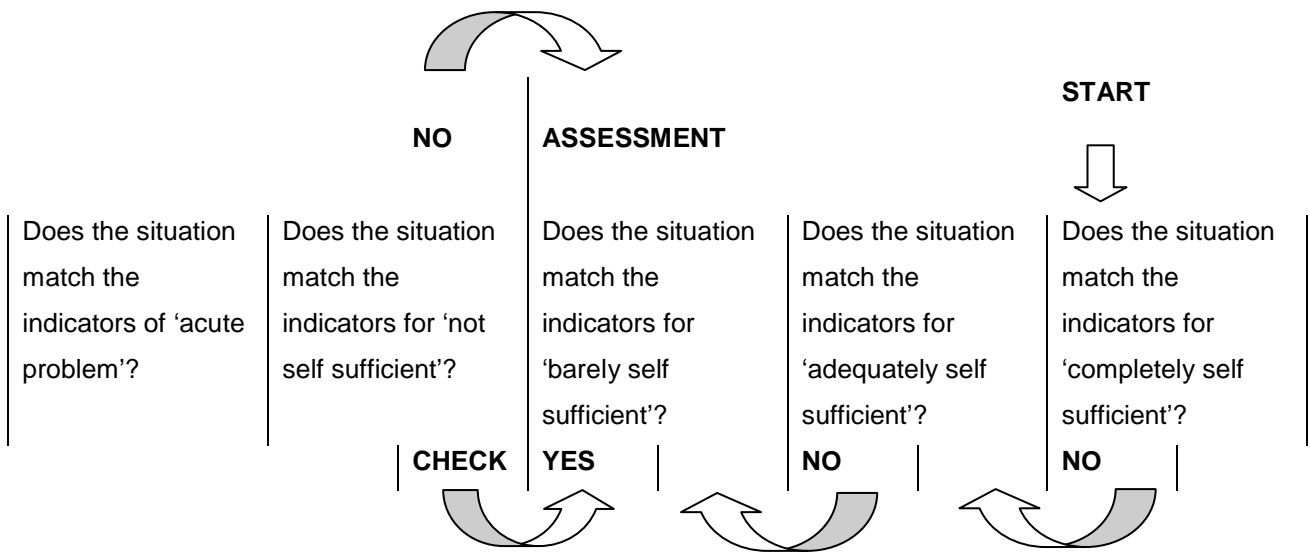 START
NO
ASSESSMENT
Does the situation
match the
indicators of ‘acute
problem’?
Does the situation
match the
indicators for ‘not
self sufficient’?
Does the situation
match the
indicators for
‘barely self
sufficient’?
Does the situation
match the
indicators for
‘adequately self
sufficient’?
Does the situation
match the
indicators for
‘completely self
sufficient’?
CHECK
YES
NO
NO